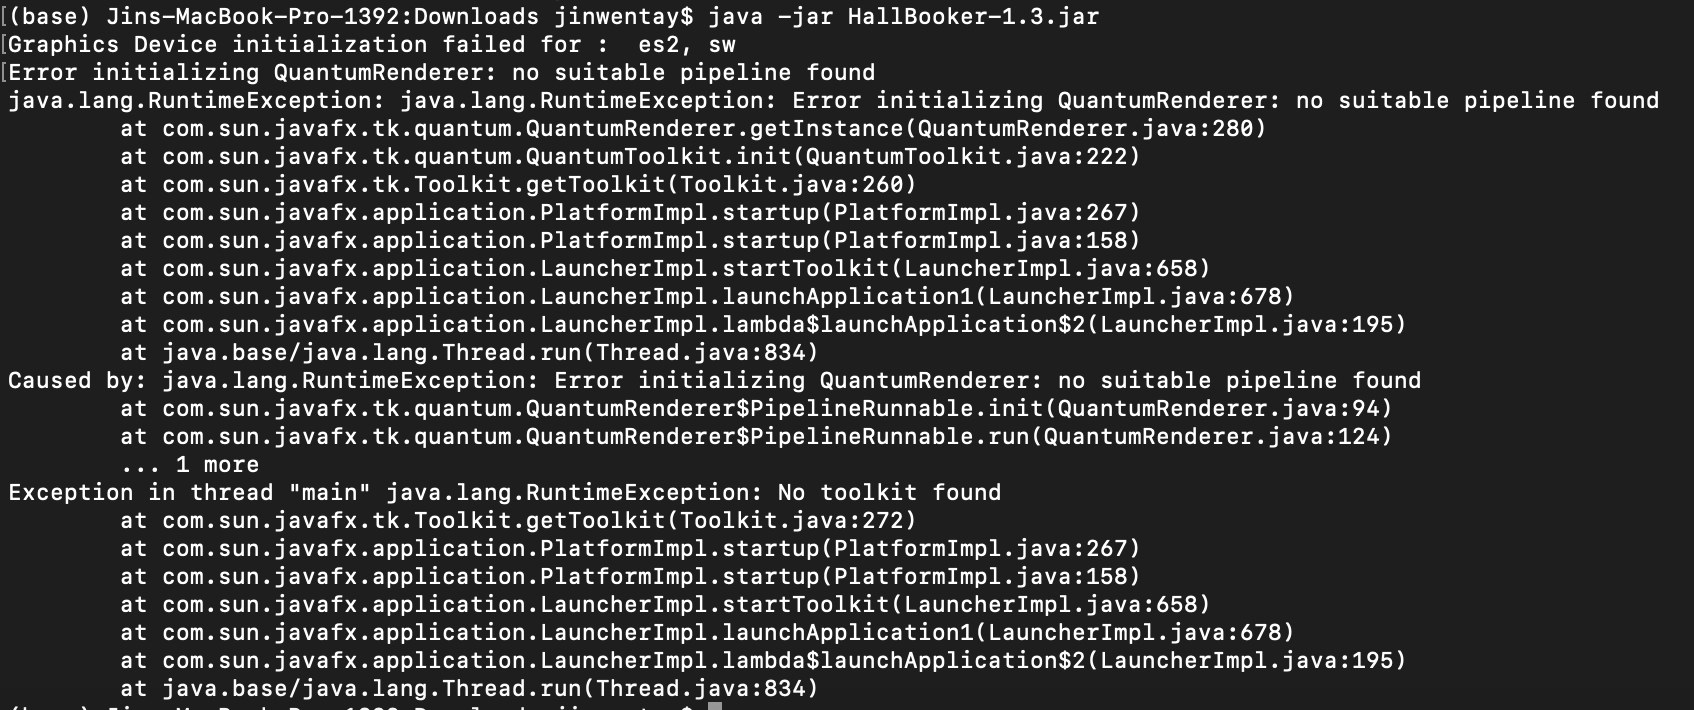 (base) Jins-MacBook-Pro-1392:Downloads jinwentay$ java -jar HallBooker-1.3.jar
Graphics Device initialization failed for :  es2, sw
Error initializing QuantumRenderer: no suitable pipeline found
java.lang.RuntimeException: java.lang.RuntimeException: Error initializing QuantumRenderer: no suitable pipeline found
        at com.sun.javafx.tk.quantum.QuantumRenderer.getInstance(QuantumRenderer.java:280)
        at com.sun.javafx.tk.quantum.QuantumToolkit.init(QuantumToolkit.java:222)
        at com.sun.javafx.tk.Toolkit.getToolkit(Toolkit.java:260)
        at com.sun.javafx.application.PlatformImpl.startup(PlatformImpl.java:267)
        at com.sun.javafx.application.PlatformImpl.startup(PlatformImpl.java:158)
        at com.sun.javafx.application.LauncherImpl.startToolkit(LauncherImpl.java:658)
        at com.sun.javafx.application.LauncherImpl.launchApplication1(LauncherImpl.java:678)
        at com.sun.javafx.application.LauncherImpl.lambda$launchApplication$2(LauncherImpl.java:195)
        at java.base/java.lang.Thread.run(Thread.java:834)
Caused by: java.lang.RuntimeException: Error initializing QuantumRenderer: no suitable pipeline found
        at com.sun.javafx.tk.quantum.QuantumRenderer$PipelineRunnable.init(QuantumRenderer.java:94)
        at com.sun.javafx.tk.quantum.QuantumRenderer$PipelineRunnable.run(QuantumRenderer.java:124)
        ... 1 more
Exception in thread "main" java.lang.RuntimeException: No toolkit found
        at com.sun.javafx.tk.Toolkit.getToolkit(Toolkit.java:272)
        at com.sun.javafx.application.PlatformImpl.startup(PlatformImpl.java:267)
        at com.sun.javafx.application.PlatformImpl.startup(PlatformImpl.java:158)
        at com.sun.javafx.application.LauncherImpl.startToolkit(LauncherImpl.java:658)
        at com.sun.javafx.application.LauncherImpl.launchApplication1(LauncherImpl.java:678)
        at com.sun.javafx.application.LauncherImpl.lambda$launchApplication$2(LauncherImpl.java:195)
        at java.base/java.lang.Thread.run(Thread.java:834)